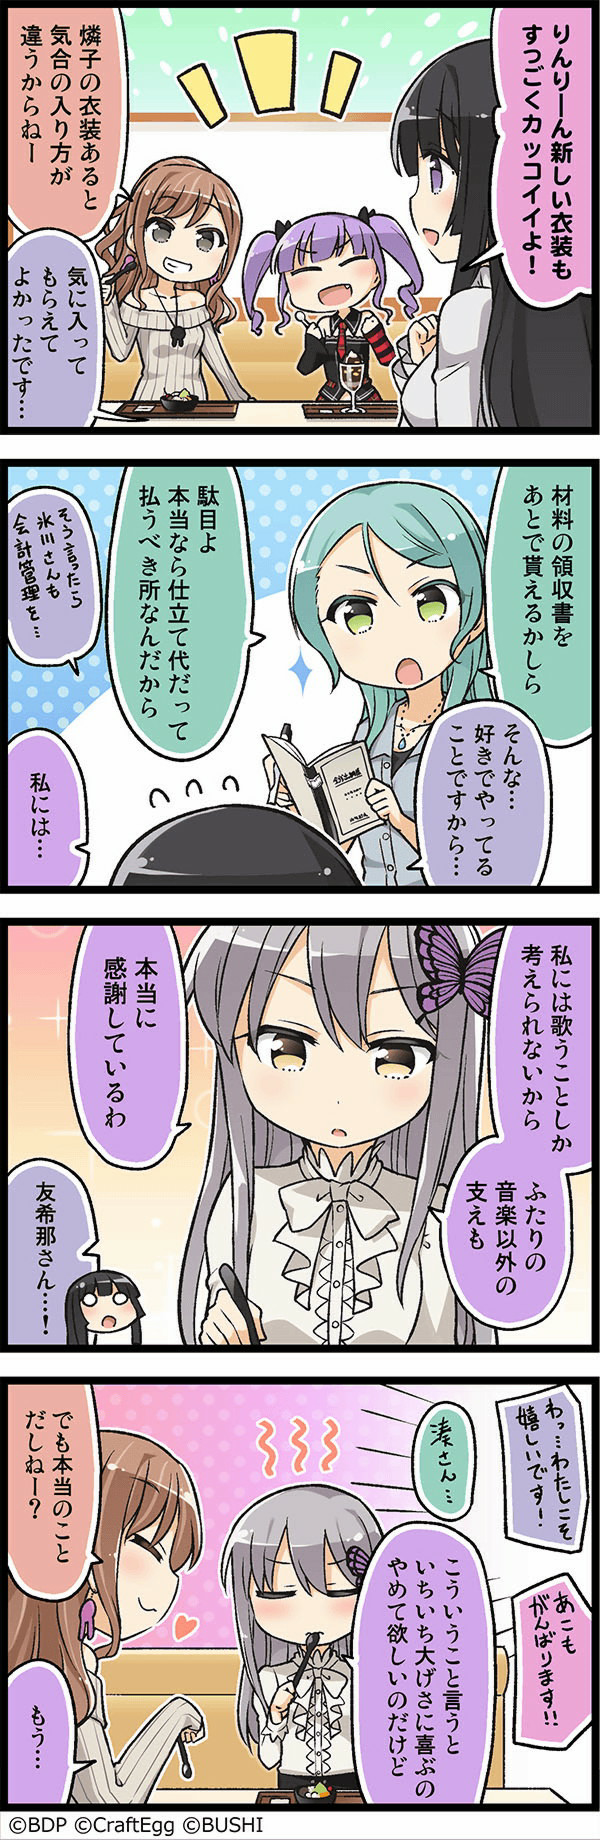 りんりーん新しい衣装も
すっごくカッコイイよ！
燐子の衣装あると
気合の入り方が
違うからねー
気に入って
もらえて
よかったです…
材料の領収書を
あとで貰えるかしら
そんな…
好きでやってる
ことですから…
駄目よ
本当なら仕立て代だって
払うべき所なんだから
そう言ったら
氷川さんも
会計管理を…
私には…
私には歌うことしか
考えられないから
ふたりの
音楽以外の
支えも
本当に
感謝しているわ
友希那さん…！
わっ…わたしこそ
嬉しいです！
湊さん…
あこも
がんばります!!
こういうこと言うと
いちいち大げさに喜ぶの
やめて欲しいのだけど
でも本当のこと
だしねー？
もう…
©BDP ©CraftEgg ©BUSHI